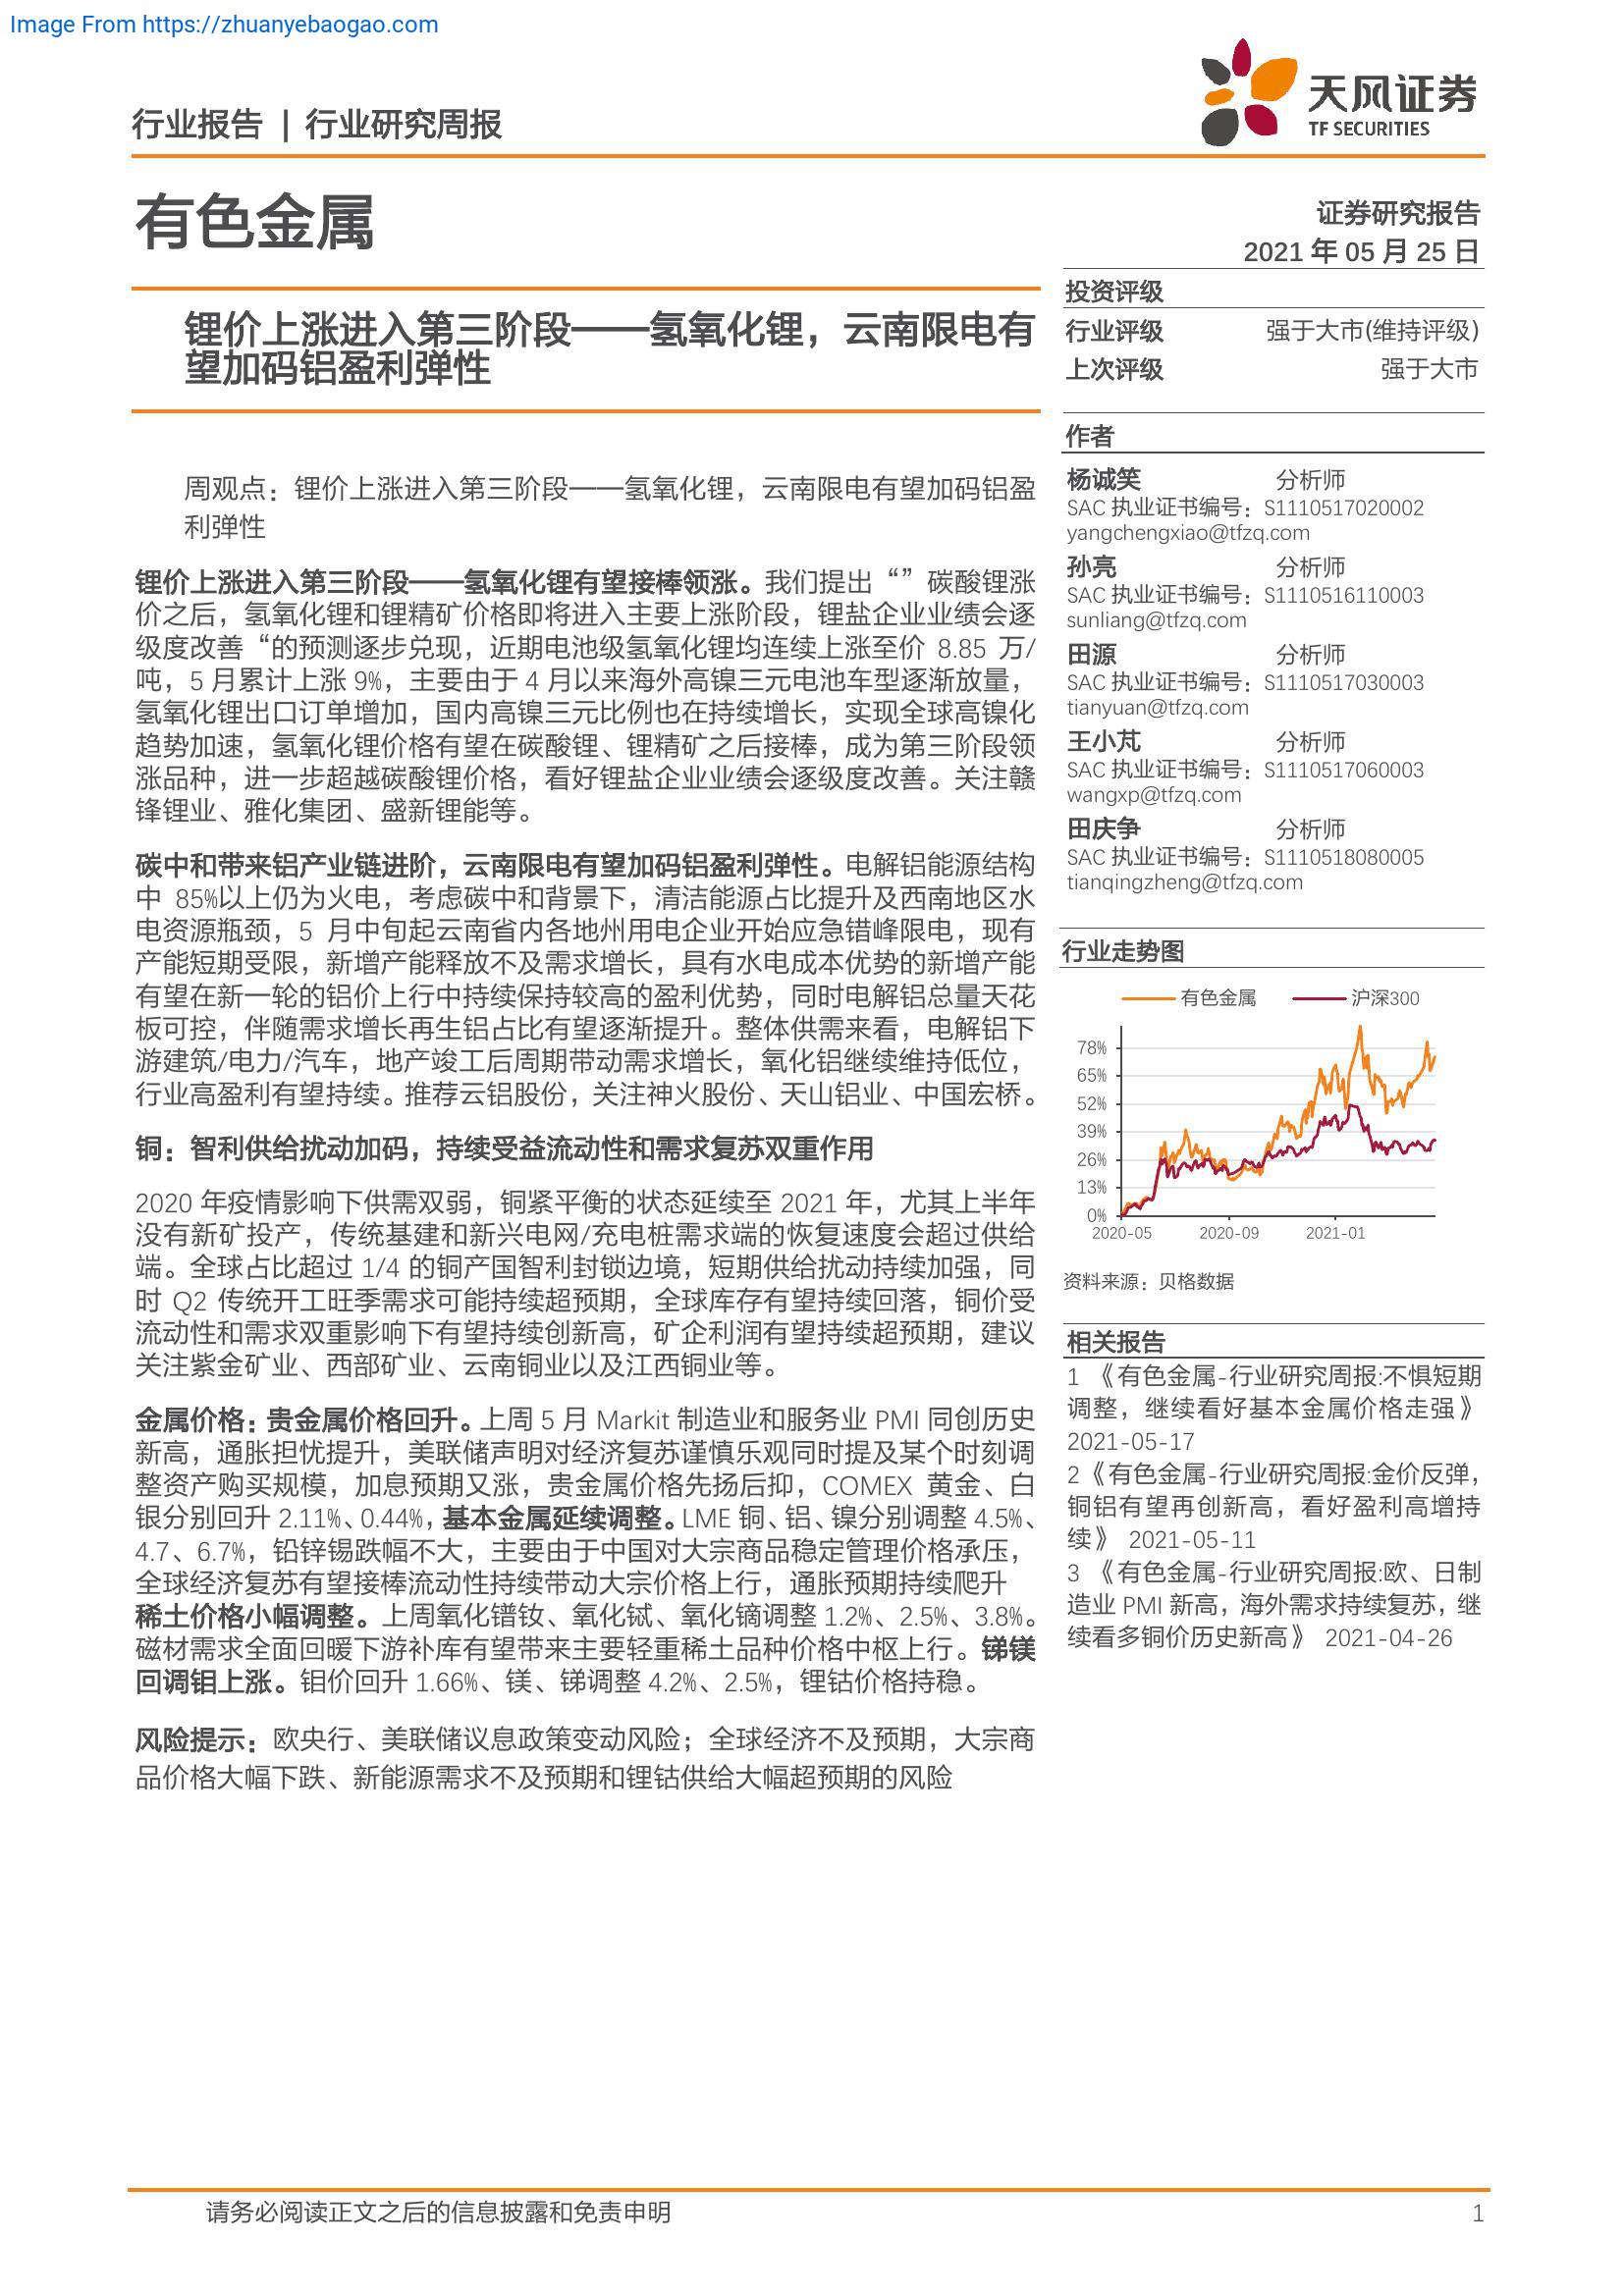 Image From https://zhuanyebaogao.com
行业报告 | 行业研究周报
天风证券
TF SECURITIES
有色金属
证券研究报告
2021 年 05 月 25 日
锂价上涨进入第三阶段——氢氧化锂，云南限电有
望加码铝盈利弹性
周观点：锂价上涨进入第三阶段——氢氧化锂，云南限电有望加码铝盈
利弹性
锂价上涨进入第三阶段——氢氧化锂有望接棒领涨。我们提出“”碳酸锂涨
价之后，氢氧化锂和锂精矿价格即将进入主要上涨阶段，锂盐企业业绩会逐
级度改善“的预测逐步兑现，近期电池级氢氧化锂均连续上涨至价 8.85 万/
吨，5 月累计上涨 9%，主要由于 4 月以来海外高镍三元电池车型逐渐放量，
氢氧化锂出口订单增加，国内高镍三元比例也在持续增长，实现全球高镍化
趋势加速，氢氧化锂价格有望在碳酸锂、锂精矿之后接棒，成为第三阶段领
涨品种，进一步超越碳酸锂价格，看好锂盐企业业绩会逐级度改善。关注赣
锋锂业、雅化集团、盛新锂能等。
碳中和带来铝产业链进阶，云南限电有望加码铝盈利弹性。电解铝能源结构
中 85%以上仍为火电，考虑碳中和背景下，清洁能源占比提升及西南地区水
电资源瓶颈，5 月中旬起云南省内各地州用电企业开始应急错峰限电，现有
产能短期受限，新增产能释放不及需求增长，具有水电成本优势的新增产能
有望在新一轮的铝价上行中持续保持较高的盈利优势，同时电解铝总量天花
板可控，伴随需求增长再生铝占比有望逐渐提升。整体供需来看，电解铝下
游建筑/电力/汽车，地产竣工后周期带动需求增长，氧化铝继续维持低位，
行业高盈利有望持续。推荐云铝股份，关注神火股份、天山铝业、中国宏桥。
铜：智利供给扰动加码，持续受益流动性和需求复苏双重作用
2020 年疫情影响下供需双弱，铜紧平衡的状态延续至 2021 年，尤其上半年
没有新矿投产，传统基建和新兴电网/充电桩需求端的恢复速度会超过供给
端。全球占比超过 1/4 的铜产国智利封锁边境，短期供给扰动持续加强，同
时 Q2 传统开工旺季需求可能持续超预期，全球库存有望持续回落，铜价受
流动性和需求双重影响下有望持续创新高，矿企利润有望持续超预期，建议
关注紫金矿业、西部矿业、云南铜业以及江西铜业等。
金属价格：贵金属价格回升。上周 5 月 Markit 制造业和服务业 PMI 同创历史
新高，通胀担忧提升，美联储声明对经济复苏谨慎乐观同时提及某个时刻调
整资产购买规模，加息预期又涨，贵金属价格先扬后抑，COMEX 黄金、白
银分别回升 2.11%、0.44%，基本金属延续调整。LME 铜、铝、镍分别调整 4.5%、
4.7、6.7%，铅锌锡跌幅不大，主要由于中国对大宗商品稳定管理价格承压，
全球经济复苏有望接棒流动性持续带动大宗价格上行，通胀预期持续爬升
稀土价格小幅调整。上周氧化镨钕、氧化铽、氧化镝调整 1.2%、2.5%、3.8%。
磁材需求全面回暖下游补库有望带来主要轻重稀土品种价格中枢上行。锑镁
回调钼上涨。钼价回升 1.66%、镁、锑调整 4.2%、2.5%，锂钴价格持稳。
风险提示：欧央行、美联储议息政策变动风险；全球经济不及预期，大宗商
品价格大幅下跌、新能源需求不及预期和锂钴供给大幅超预期的风险
投资评级
行业评级 强于大市(维持评级)
上次评级 强于大市
作者
杨诚笑 分析师
SAC 执业证书编号：S1110517020002
yangchengxiao@tfzq.com
孙亮 分析师
SAC 执业证书编号：S1110516110003
sunliang@tfzq.com
田源 分析师
SAC 执业证书编号：S1110517030003
tianyuan@tfzq.com
王小芃 分析师
SAC 执业证书编号：S1110517060003
wangxp@tfzq.com
田庆争 分析师
SAC 执业证书编号：S1110518080005
tianqingzheng@tfzq.com
行业走势图
有色金属 沪深300
78%
65%
52%
39%
26%
13%
0%
2020-05 2020-09 2021-01
资料来源：贝格数据
相关报告
1 《有色金属-行业研究周报:不惧短期
调整，继续看好基本金属价格走强》
2021-05-17
2《有色金属-行业研究周报:金价反弹，
铜铝有望再创新高，看好盈利高增持
续》 2021-05-11
3 《有色金属-行业研究周报:欧、日制
造业 PMI 新高，海外需求持续复苏，继
续看多铜价历史新高》 2021-04-26
请务必阅读正文之后的信息披露和免责申明 1